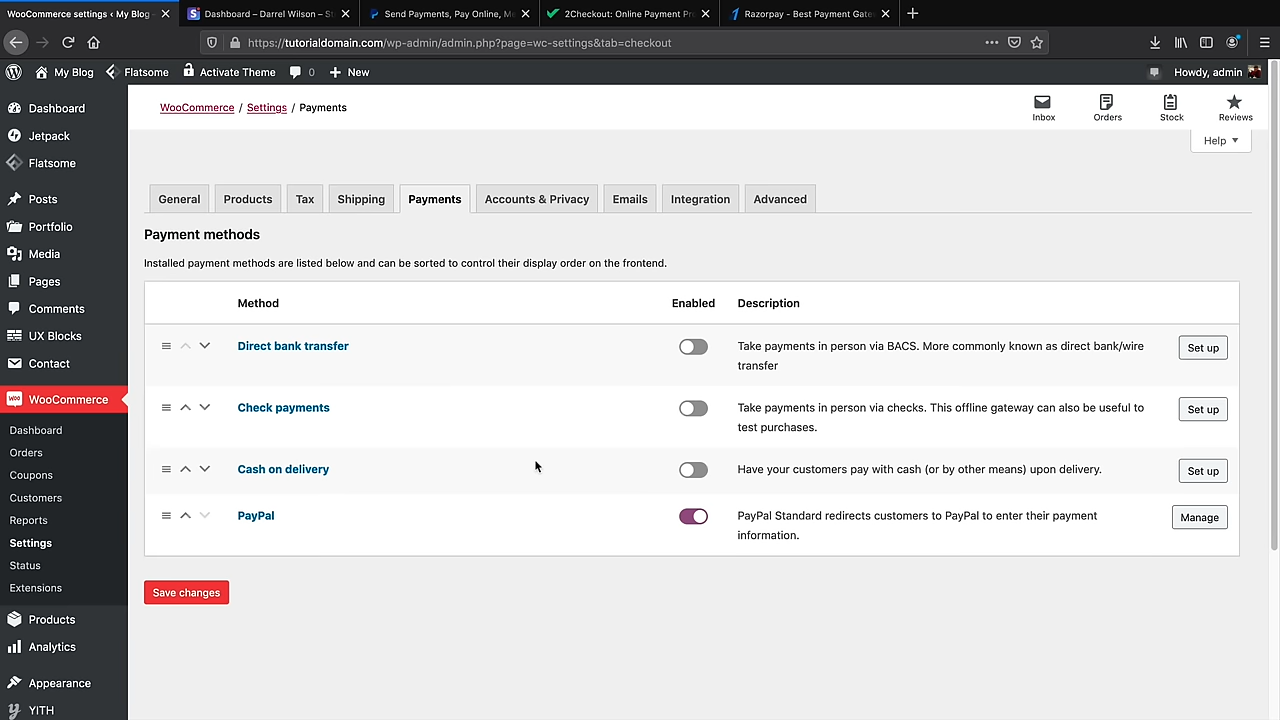 WooCommerce settings ‹ My Blog
Dashboard – Darrel Wilson – St
Send Payments, Pay Online, Me
2Checkout: Online Payment Pr
Razorpay - Best Payment Gate
https://tutorialdomain.com/wp-admin/admin.php?page=wc-settings&tab=checkout
My Blog
Flatsome
Activate Theme
0
New
Howdy, admin
Dashboard
Jetpack
Flatsome
Posts
Portfolio
Media
Pages
Comments
UX Blocks
Contact
WooCommerce
Dashboard
Orders
Coupons
Customers
Reports
Settings
Status
Extensions
Products
Analytics
Appearance
YITH
WooCommerce / Settings / Payments
Inbox
Orders
Stock
Reviews
Help
General
Products
Tax
Shipping
Payments
Accounts & Privacy
Emails
Integration
Advanced
Payment methods
Installed payment methods are listed below and can be sorted to control their display order on the frontend.
Method
Enabled
Description
Direct bank transfer
Take payments in person via BACS. More commonly known as direct bank/wire
transfer
Set up
Check payments
Take payments in person via checks. This offline gateway can also be useful to
test purchases.
Set up
Cash on delivery
Have your customers pay with cash (or by other means) upon delivery.
Set up
PayPal
PayPal Standard redirects customers to PayPal to enter their payment
information.
Manage
Save changes